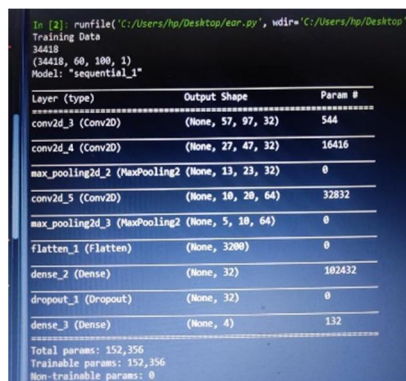 In [2]: runfile('C:/Users/hp/Desktop/ear.py', wdir='C:/Users/hp/Desktop'
Training Data
34418
(34418, 60, 100, 1)
Model: "sequential_1"
Layer (type) Output Shape Param #
conv2d_3 (Conv2D) (None, 57, 97, 32) 544
conv2d_4 (Conv2D) (None, 27, 47, 32) 16416
max_pooling2d_2 (MaxPooling2 (None, 13, 23, 32) 0
conv2d_5 (Conv2D) (None, 10, 20, 64) 32832
max_pooling2d_3 (MaxPooling2 (None, 5, 10, 64) 0
flatten_1 (Flatten) (None, 3200) 0
dense_2 (Dense) (None, 32) 102432
dropout_1 (Dropout) (None, 32) 0
dense_3 (Dense) (None, 4) 132
Total params: 152,356
Trainable params: 152,356
Non-trainable params: 0